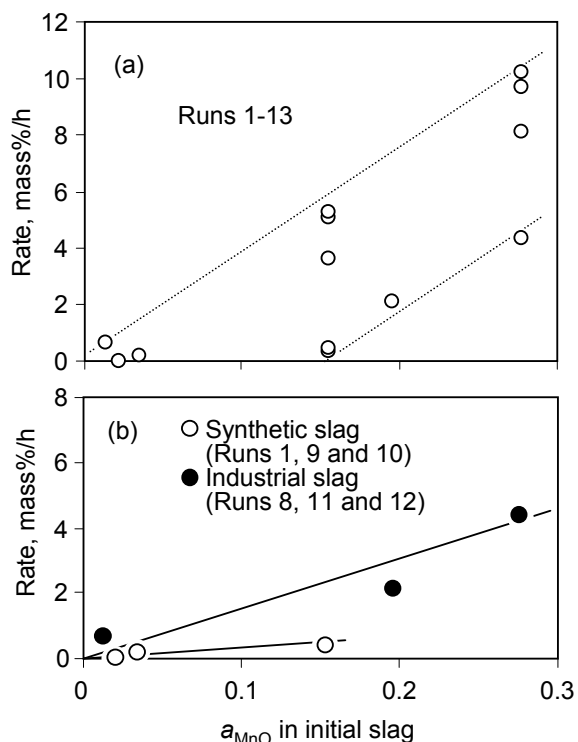 12
(a)
10
Runs 1-13
8
6
4
2
0
Rate, mass%/h
8
(b)
Synthetic slag
(Runs 1, 9 and 10)
6
Industrial slag
(Runs 8, 11 and 12)
4
2
0
Rate, mass%/h
0 0.1 0.2 0.3
aMnO in initial slag